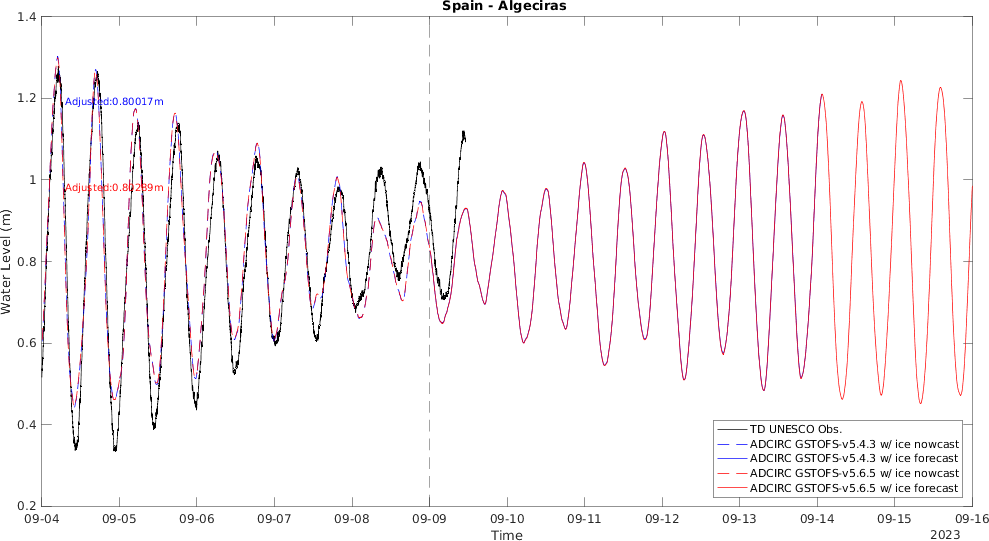 Spain - Algeciras
1.4
1.2
1
0.8
0.6
0.4
0.2
Water Level (m)
Adjusted:0.80017m
Adjusted:0.80289m
TD UNESCO Obs.
ADCIRC GSTOFS-v5.4.3 w/ ice nowcast
ADCIRC GSTOFS-v5.4.3 w/ ice forecast
ADCIRC GSTOFS-v5.6.5 w/ ice nowcast
ADCIRC GSTOFS-v5.6.5 w/ ice forecast
09-04 09-05 09-06 09-07 09-08 09-09 09-10 09-11 09-12 09-13 09-14 09-15 09-16
Time
2023